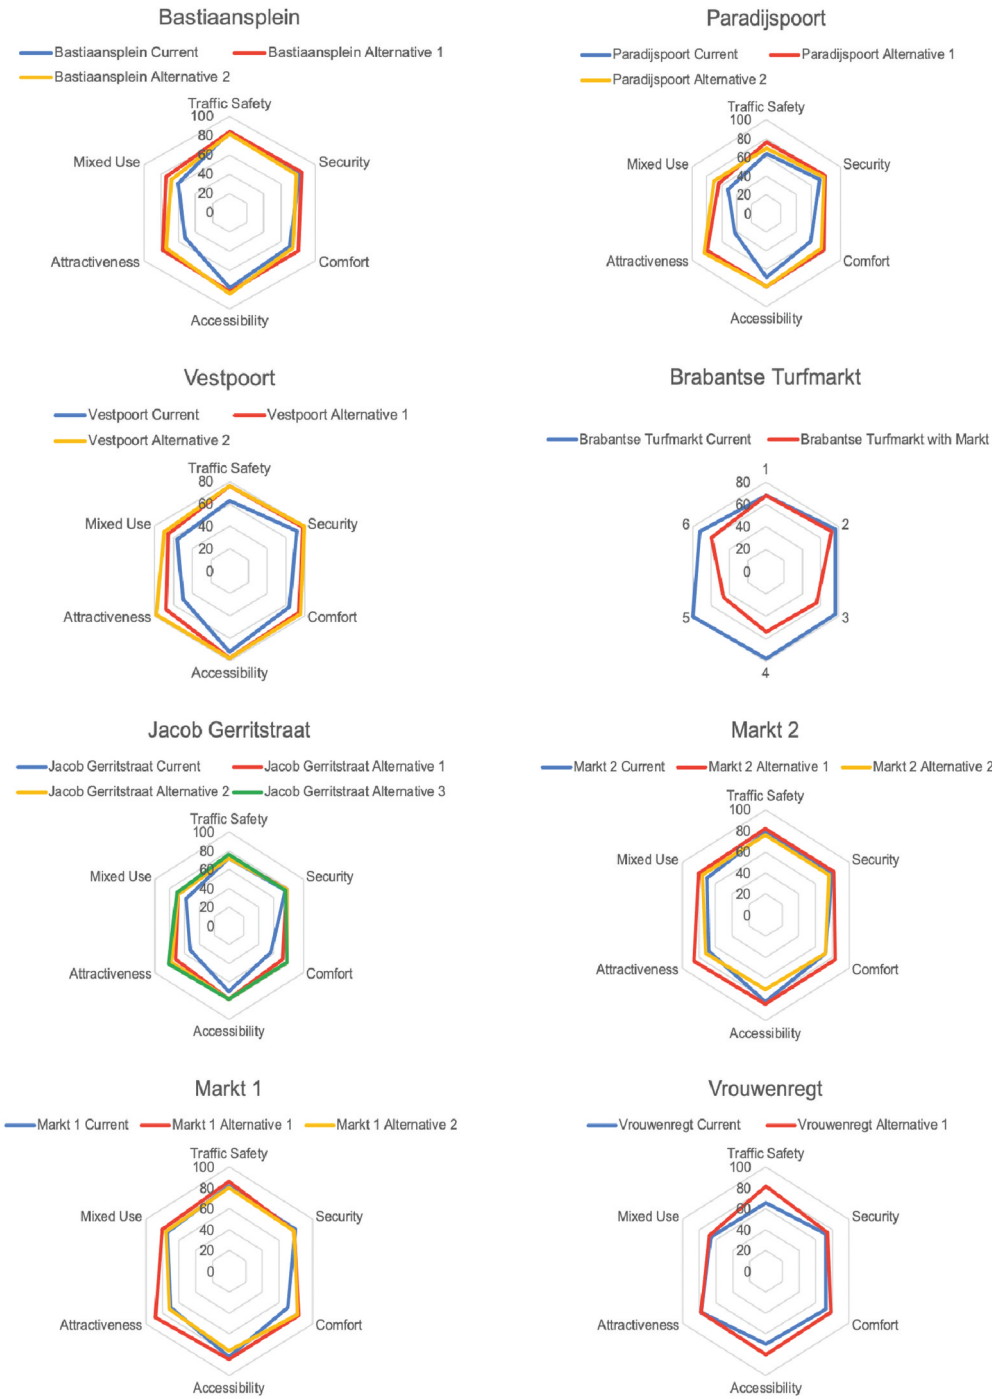 Bastiaansplein
Bastiaansplein Current
Bastiaansplein Alternative 1
Bastiaansplein Alternative 2
Traffic Safety
100
80
60
40
20
0
Mixed Use
Security
Attractiveness
Comfort
Accessibility
Paradijspoort
Paradijspoort Current
Paradijspoort Alternative 1
Paradijspoort Alternative 2
Traffic Safety
100
80
60
40
20
0
Mixed Use
Security
Attractiveness
Comfort
Accessibility
Vestpoort
Vestpoort Current
Vestpoort Alternative 1
Vestpoort Alternative 2
Traffic Safety
80
60
40
20
0
Mixed Use
Security
Attractiveness
Comfort
Accessibility
Brabantse Turfmarkt
Brabantse Turfmarkt Current
Brabantse Turfmarkt with Markt
1
80
60
40
20
0
6
2
5
3
4
Jacob Gerritstraat
Jacob Gerritstraat Current
Jacob Gerritstraat Alternative 1
Jacob Gerritstraat Alternative 2
Jacob Gerritstraat Alternative 3
Traffic Safety
100
80
60
40
20
0
Mixed Use
Security
Attractiveness
Comfort
Accessibility
Markt 2
Markt 2 Current
Markt 2 Alternative 1
Markt 2 Alternative 2
Traffic Safety
100
80
60
40
20
0
Mixed Use
Security
Attractiveness
Comfort
Accessibility
Markt 1
Markt 1 Current
Markt 1 Alternative 1
Markt 1 Alternative 2
Traffic Safety
100
80
60
40
20
0
Mixed Use
Security
Attractiveness
Comfort
Accessibility
Vrouwenregt
Vrouwenregt Current
Vrouwenregt Alternative 1
Traffic Safety
100
80
60
40
20
0
Mixed Use
Security
Attractiveness
Comfort
Accessibility